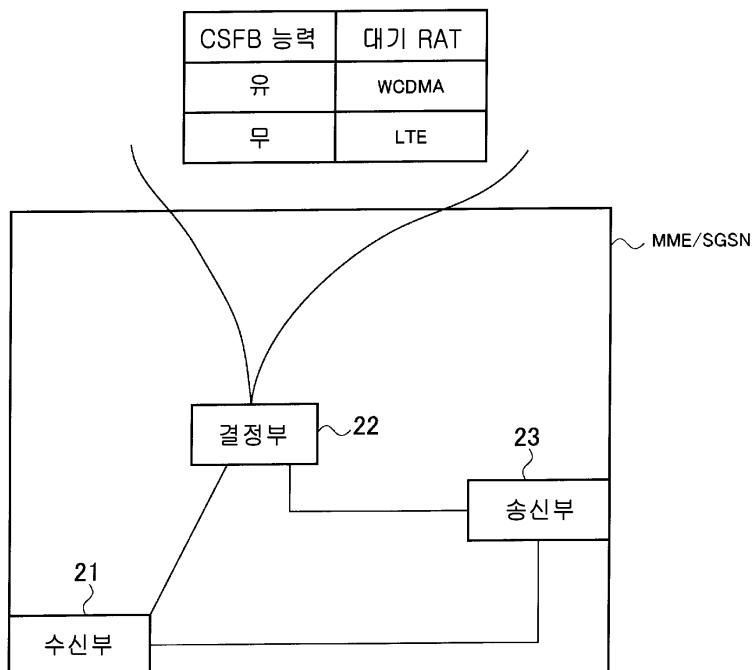 CSFB 능력 대기 RAT
유 WCDMA
무 LTE
MME/SGSN
결정부 22
23
송신부
21
수신부